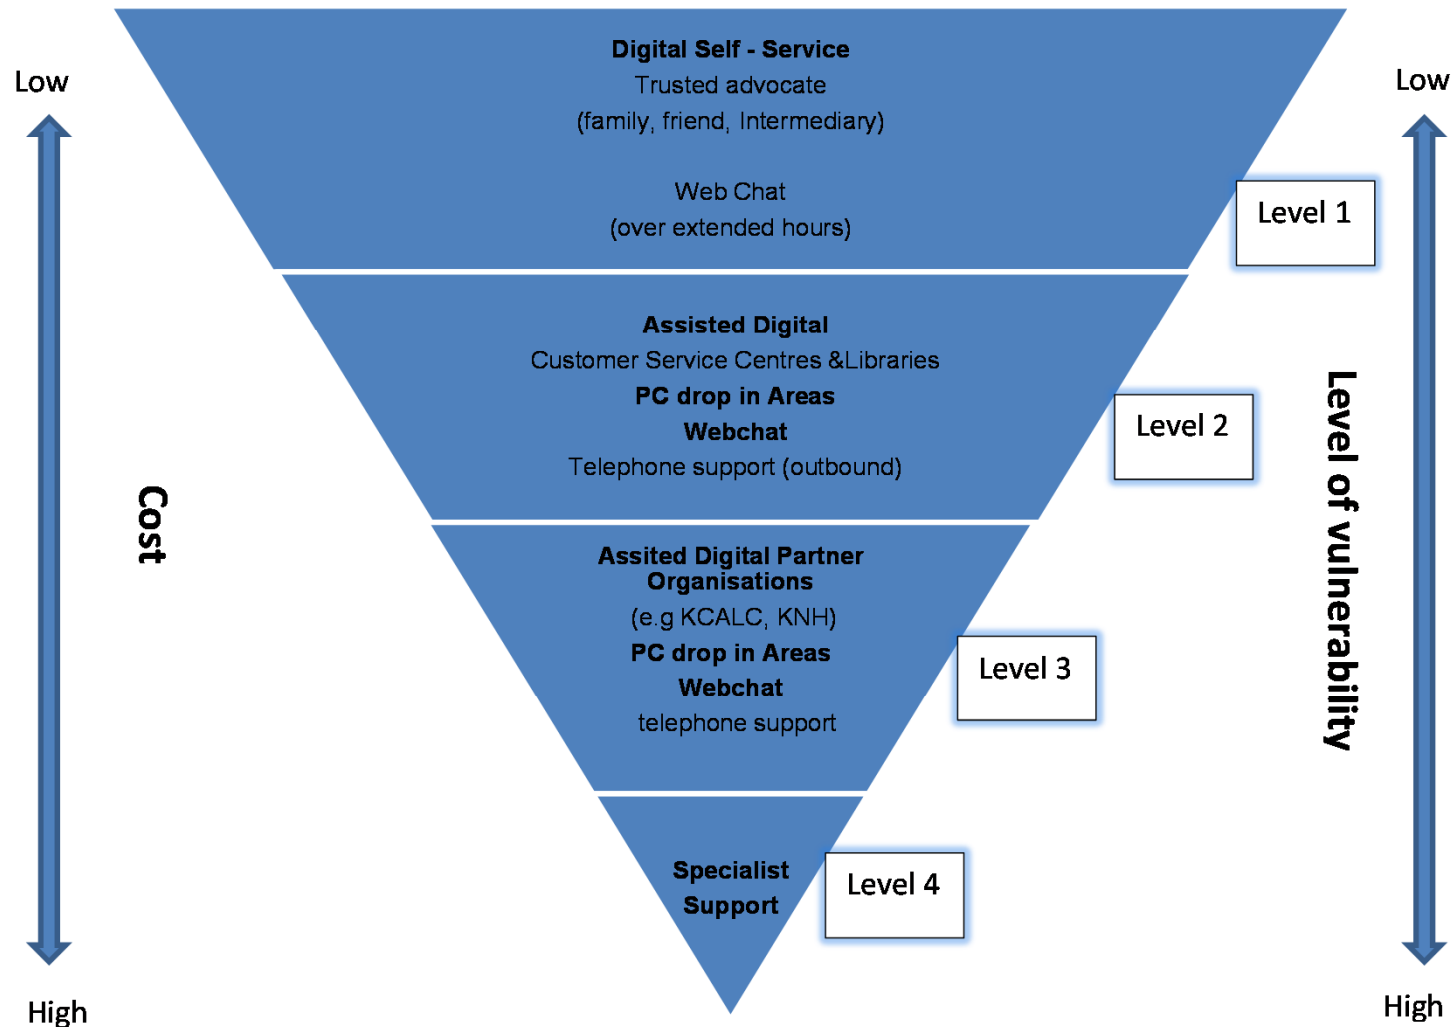 Digital Self - Service
Low
Low
Trusted advocate
(family, friend, Intermediary)
Web Chat
(over extended hours)
Level 1
Assisted Digital
Customer Service Centres &Libraries
PC drop in Areas
Webchat
Telephone support (outbound)
Level 2
Cost
Level of vulnerability
Assited Digital Partner
Organisations
(e.g KCALC, KNH)
PC drop in Areas
Webchat
telephone support
Level 3
Specialist
Support
Level 4
High
High